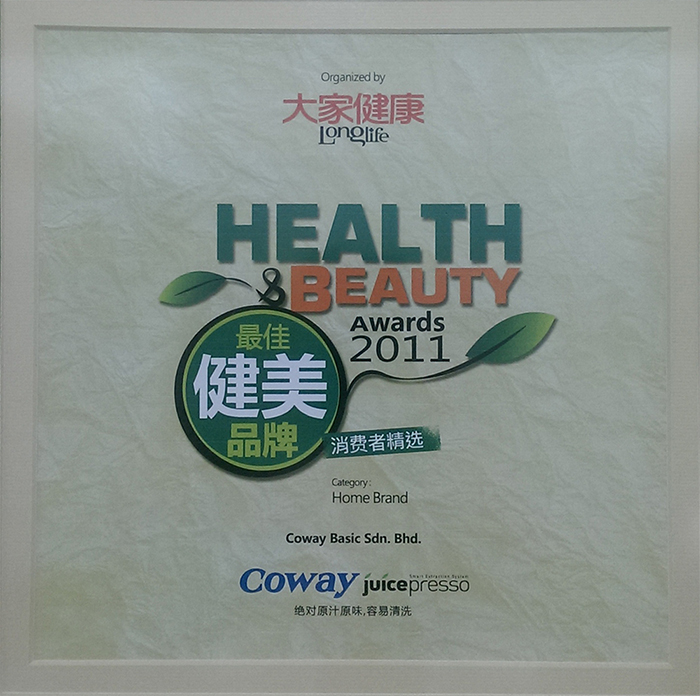 Organized by
大家健康
Longlife
HEALTH
& BEAUTY
Awards
2011
最佳
健美
品牌
消费者精选
Category :
Home Brand
Coway Basic Sdn. Bhd.
Smart Extraction System
Coway juicepresso
绝对原汁原味,容易清洗